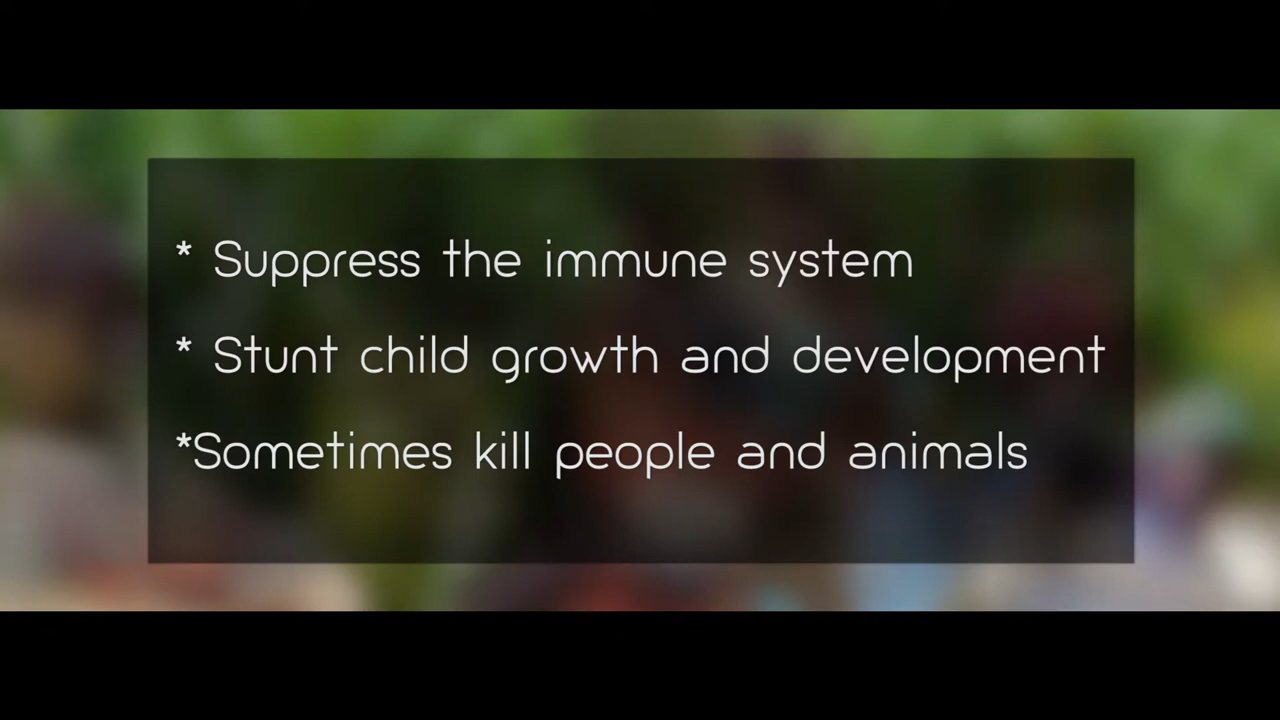 * Suppress the immune system
* Stunt child growth and development
*Sometimes kill people and animals